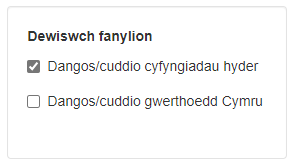 Dewiswch fanylion
Dangos/cuddio cyfyngiadau hyder
Dangos/cuddio gwerthoedd Cymru